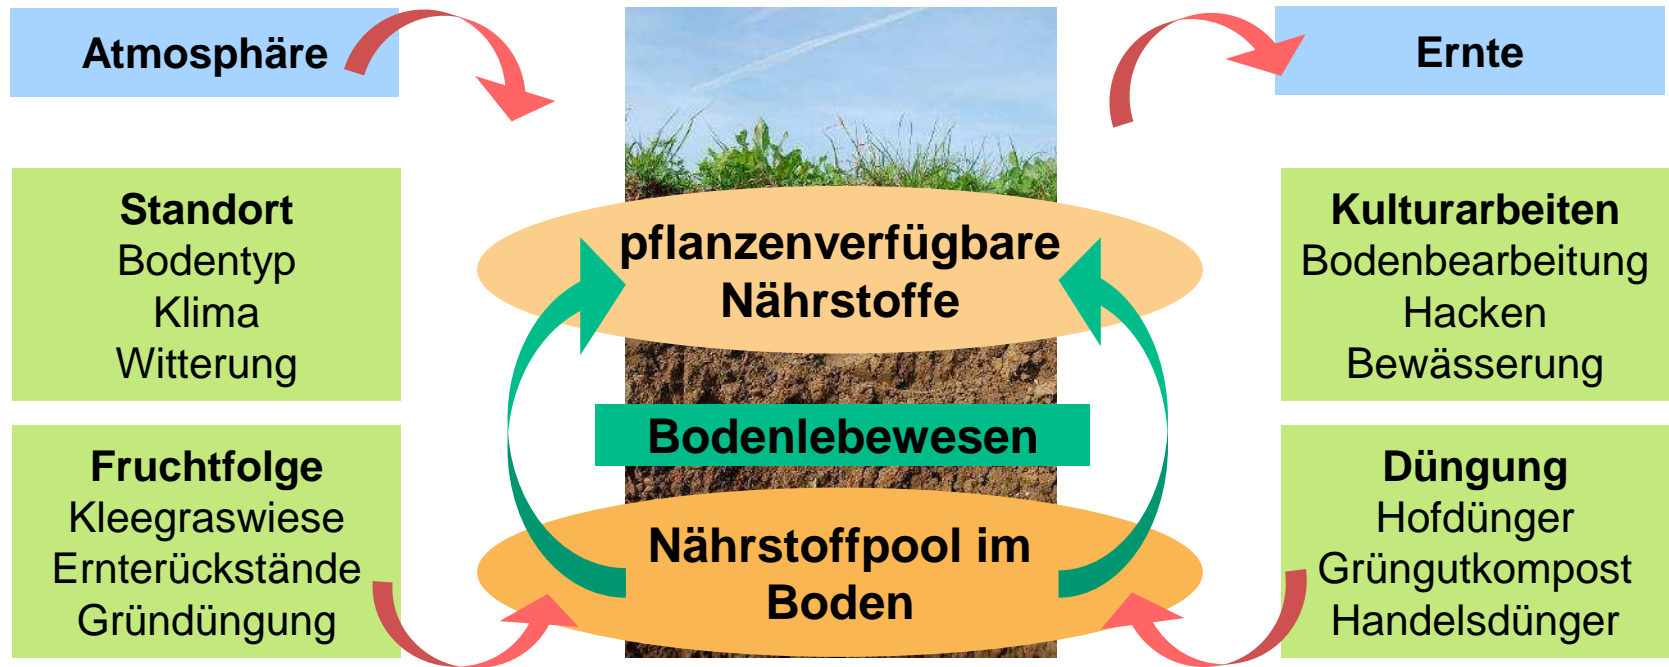 Atmosphäre
Ernte
Standort
Bodentyp
Klima
Witterung
Fruchtfolge
Kleegraswiese
Ernterückstände
Gründüngung
pflanzenverfügbare
Nährstoffe
Bodenlebewesen
Nährstoffpool im
Boden
Kulturarbeiten
Bodenbearbeitung
Hacken
Bewässerung
Düngung
Hofdünger
Grüngutkompost
Handelsdünger